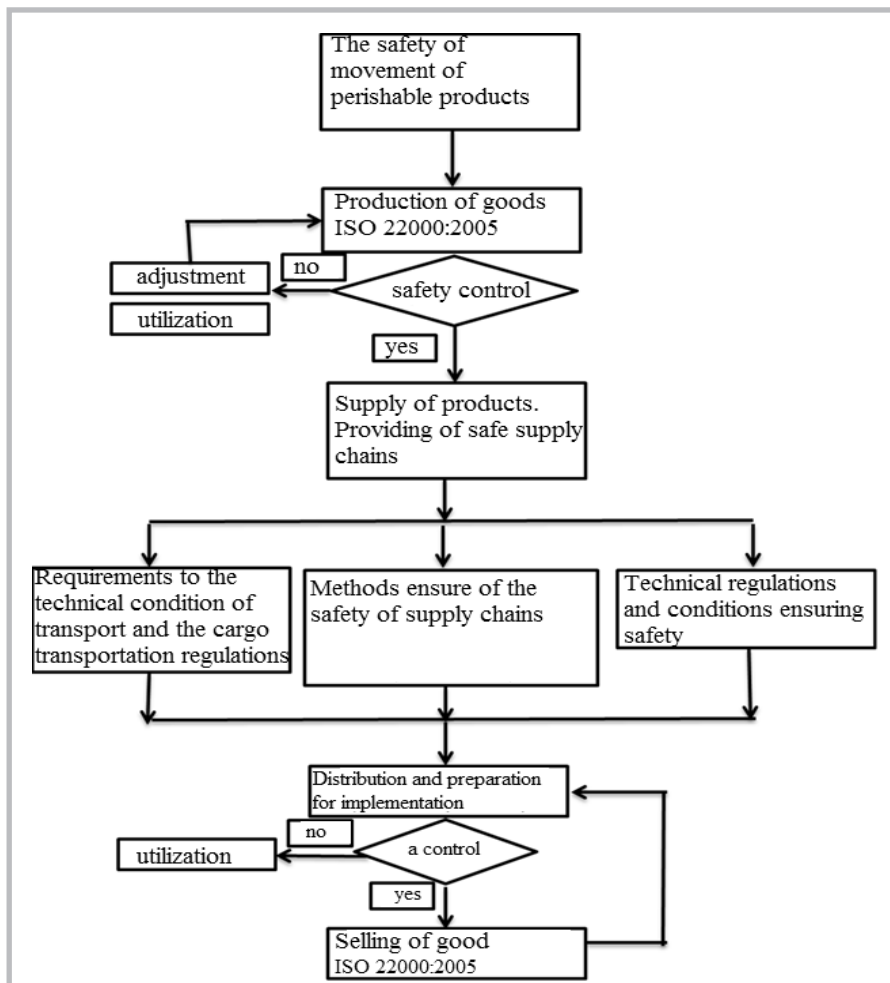 The safety of
movement of
perishable products
Production of goods
ISO 22000:2005
no
adjustment
safety control
utilization
yes
Supply of products.
Providing of safe supply
chains
Requirements to the
technical condition of
transport and the cargo
transportation regulations
Methods ensure of the
safety of supply chains
Technical regulations
and conditions ensuring
safety
Distribution and preparation
for implementation
no
a control
utilization
yes
Selling of good
ISO 22000:2005